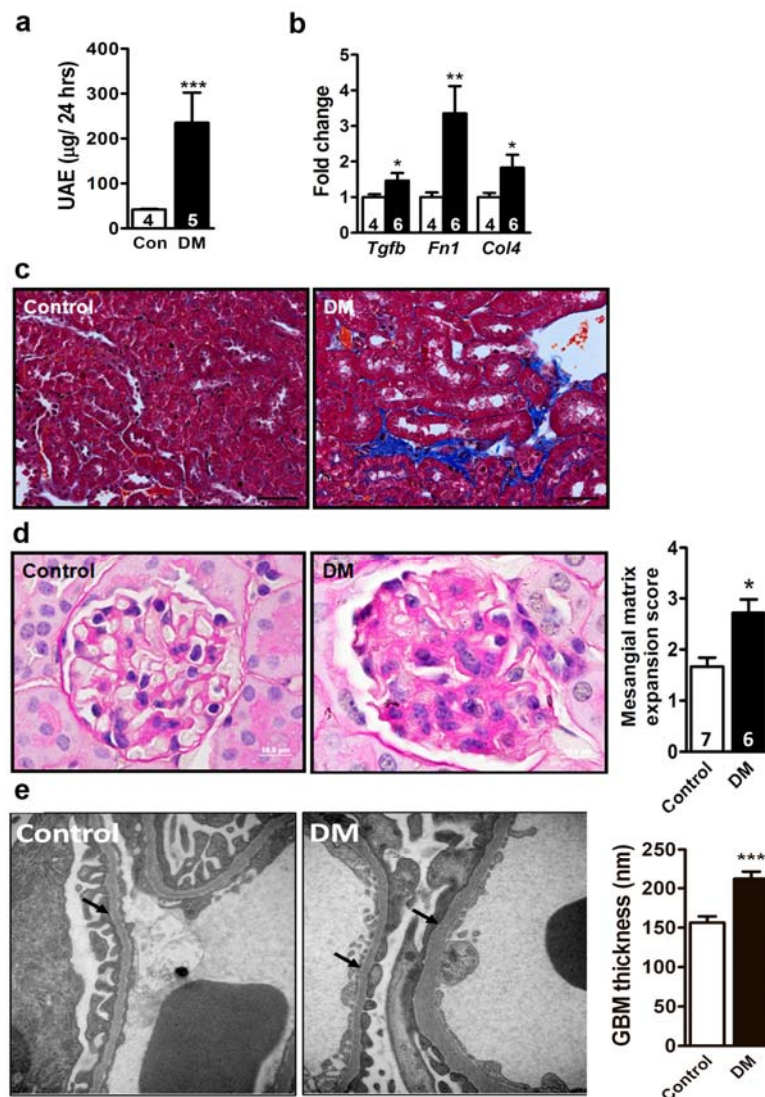 a
400
300
200
100
0
UAE (µg/ 24 hrs)
***
4
5
Con
DM
b
5
4
3
2
1
0
Fold change
*
**
*
4
6
4
6
4
6
Tgfb
Fn1
Col4
c
Control
DM
d
Control
DM
10.0 µm
4
3
2
1
0
Mesangial matrix
expansion score
*
7
6
Control
DM
e
Control
DM
250
200
150
100
50
0
GBM thickness (nm)
***
Control
DM